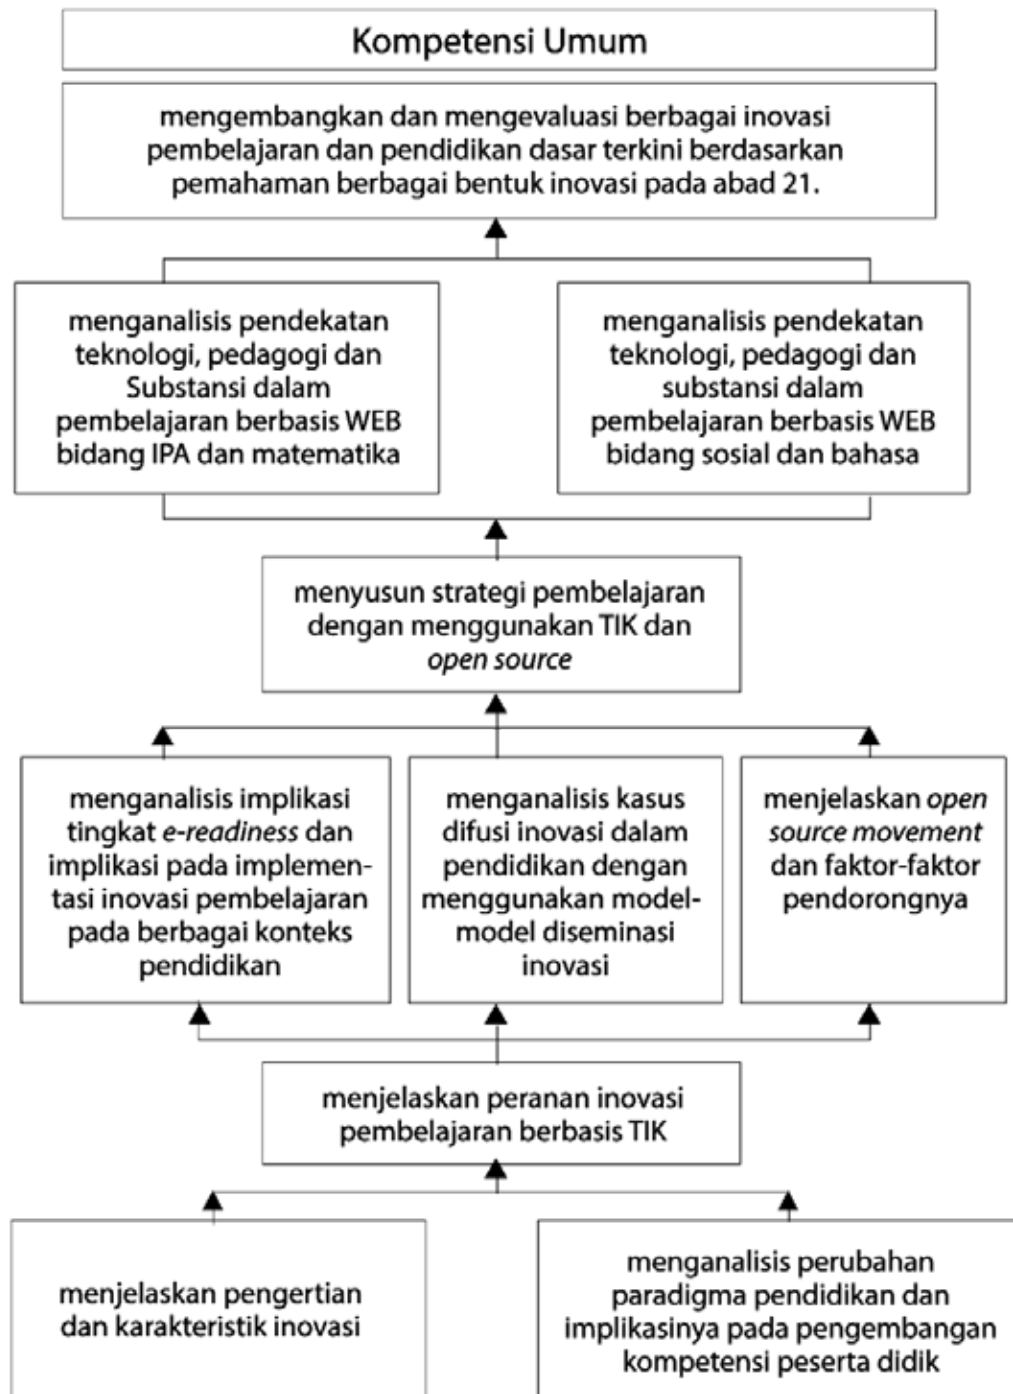 Kompetensi Umum
mengembangkan dan mengevaluasi berbagai inovasi
pembelajaran dan pendidikan dasar terkini berdasarkan
pemahaman berbagai bentuk inovasi pada abad 21.
menganalisis pendekatan
teknologi, pedagogi dan
Substansi dalam
pembelajaran berbasis WEB
bidang IPA dan matematika
menganalisis pendekatan
teknologi, pedagogi dan
substansi dalam
pembelajaran berbasis WEB
bidang sosial dan bahasa
menyusun strategi pembelajaran
dengan menggunakan TIK dan
open source
menganalisis implikasi
tingkat e-readiness dan
implikasi pada implemen-
tasi inovasi pembelajaran
pada berbagai konteks
pendidikan
menganalisis kasus
difusi inovasi dalam
pendidikan dengan
menggunakan model-
model diseminasi
inovasi
menjelaskan open
source movement
dan faktor-faktor
pendorongnya
menjelaskan peranan inovasi
pembelajaran berbasis TIK
menjelaskan pengertian
dan karakteristik inovasi
menganalisis perubahan
paradigma pendidikan dan
implikasinya pada pengembangan
kompetensi peserta didik